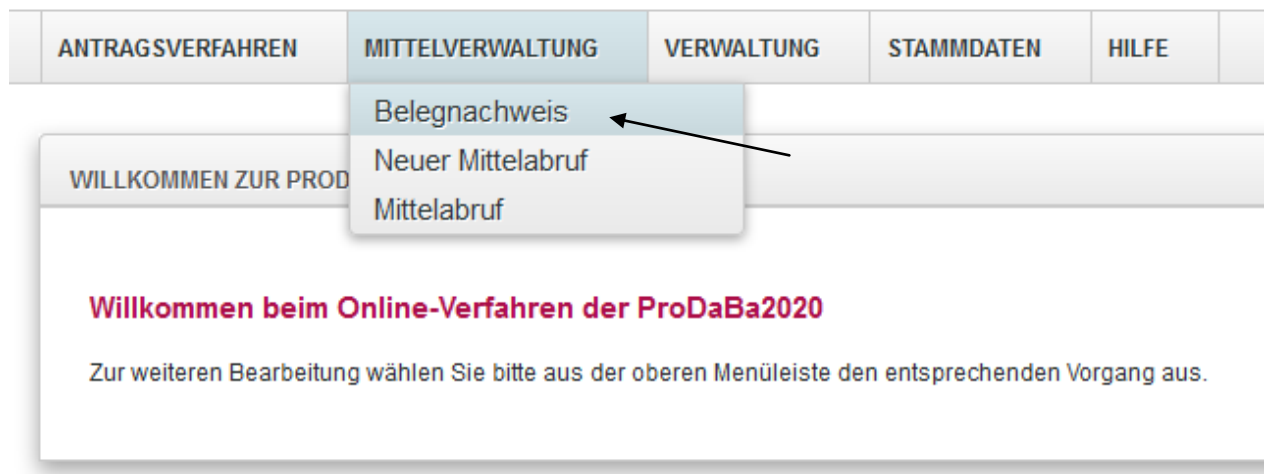 ANTRAGSVERFAHREN MITTELVERWALTUNG VERWALTUNG STAMMDATEN HILFE
Belegnachweis
Neuer Mittelabruf
WILLKOMMEN ZUR PROD
Mittelabruf
Willkommen beim Online-Verfahren der ProDaBa2020
Zur weiteren Bearbeitung wählen Sie bitte aus der oberen Menüleiste den entsprechenden Vorgang aus.